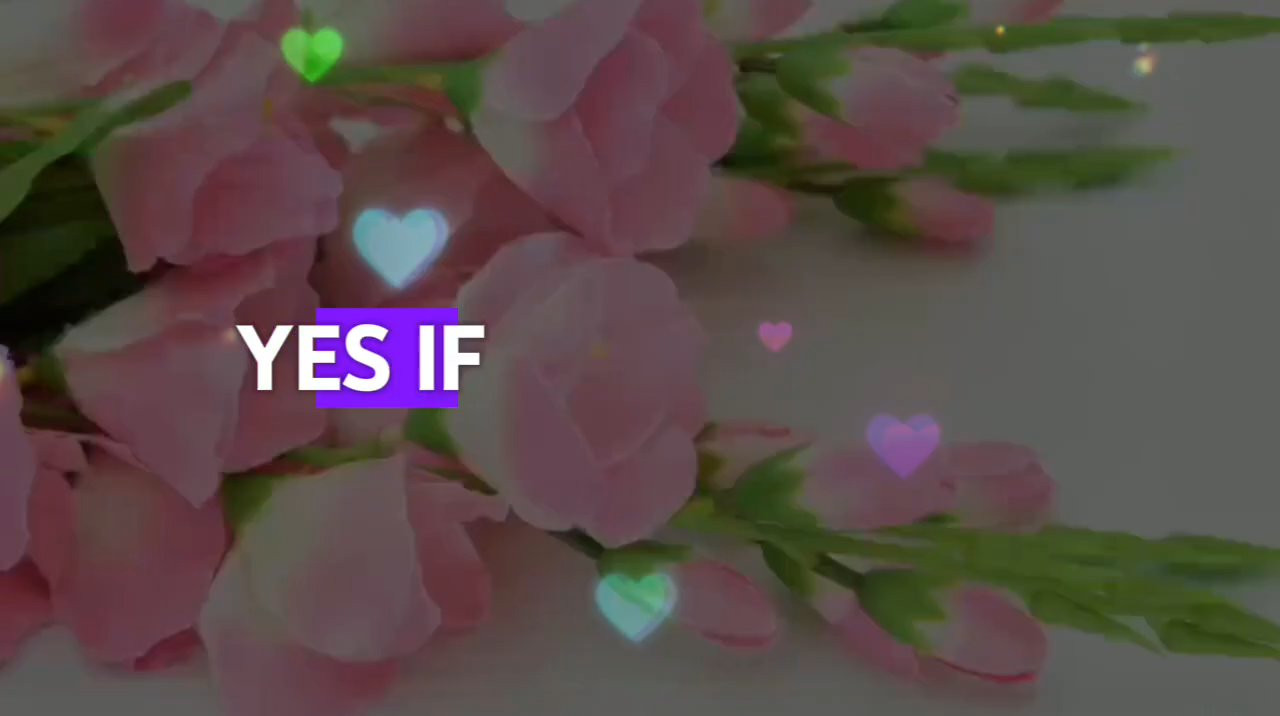 YES IF